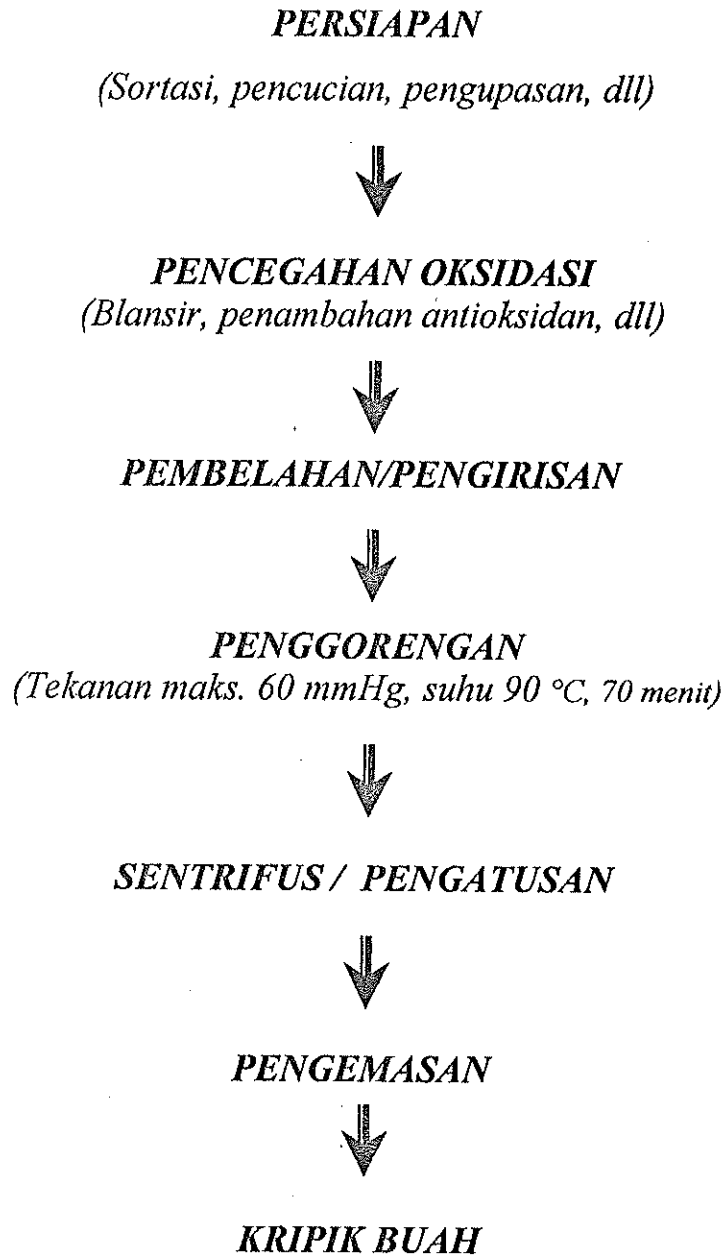 PERSIAPAN
(Sortasi, pencucian, pengupasan, dll)
PENCEGAHAN OKSIDASI
(Blansir, penambahan antioksidan, dll)
PEMBELAHAN/PENGIRISAN
PENGGORENGAN
(Tekanan maks. 60 mmHg, suhu 90 °C, 70 menit)
SENTRIFUS / PENGATUSAN
PENGEMASAN
KRIPIK BUAH